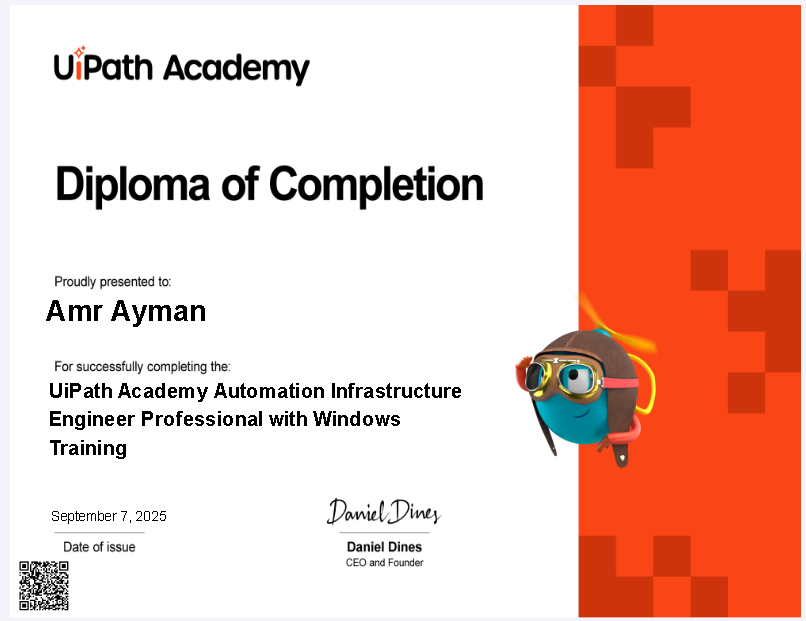 UiPath Academy
Diploma of Completion
Proudly presented to:
Amr Ayman
For successfully completing the:
UiPath Academy Automation Infrastructure
Engineer Professional with Windows
Training
September 7, 2025
Date of issue
Daniel Dines
Daniel Dines
CEO and Founder